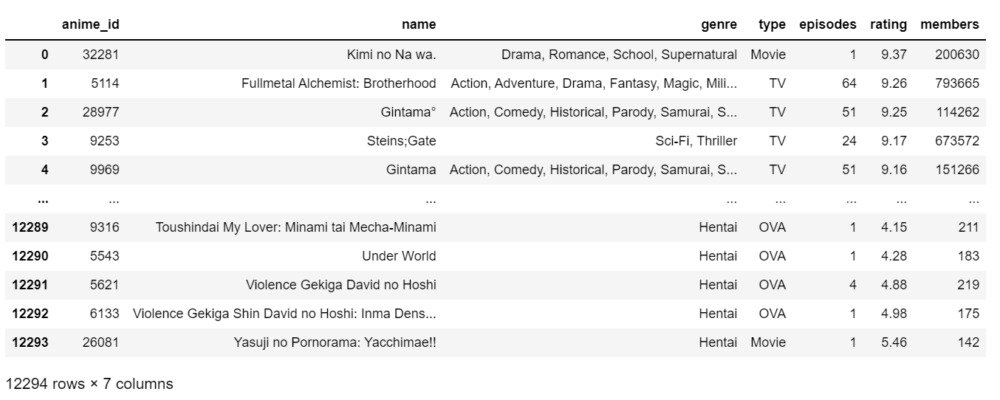 anime_id name genre type episodes rating members
0 32281 Kimi no Na wa. Drama, Romance, School, Supernatural Movie 1 9.37 200630
1 5114 Fullmetal Alchemist: Brotherhood Action, Adventure, Drama, Fantasy, Magic, Mili... TV 64 9.26 793665
2 28977 Gintama° Action, Comedy, Historical, Parody, Samurai, S... TV 51 9.25 114262
3 9253 Steins;Gate Sci-Fi, Thriller TV 24 9.17 673572
4 9969 Gintama Action, Comedy, Historical, Parody, Samurai, S... TV 51 9.16 151266
... ... ... ... ... ... ... ...
12289 9316 Toushindai My Lover: Minami tai Mecha-Minami Hentai OVA 1 4.15 211
12290 5543 Under World Hentai OVA 1 4.28 183
12291 5621 Violence Gekiga David no Hoshi Hentai OVA 4 4.88 219
12292 6133 Violence Gekiga Shin David no Hoshi: Inma Dens... Hentai OVA 1 4.98 175
12293 26081 Yasuji no Pornorama: Yacchimae!! Hentai Movie 1 5.46 142
12294 rows × 7 columns